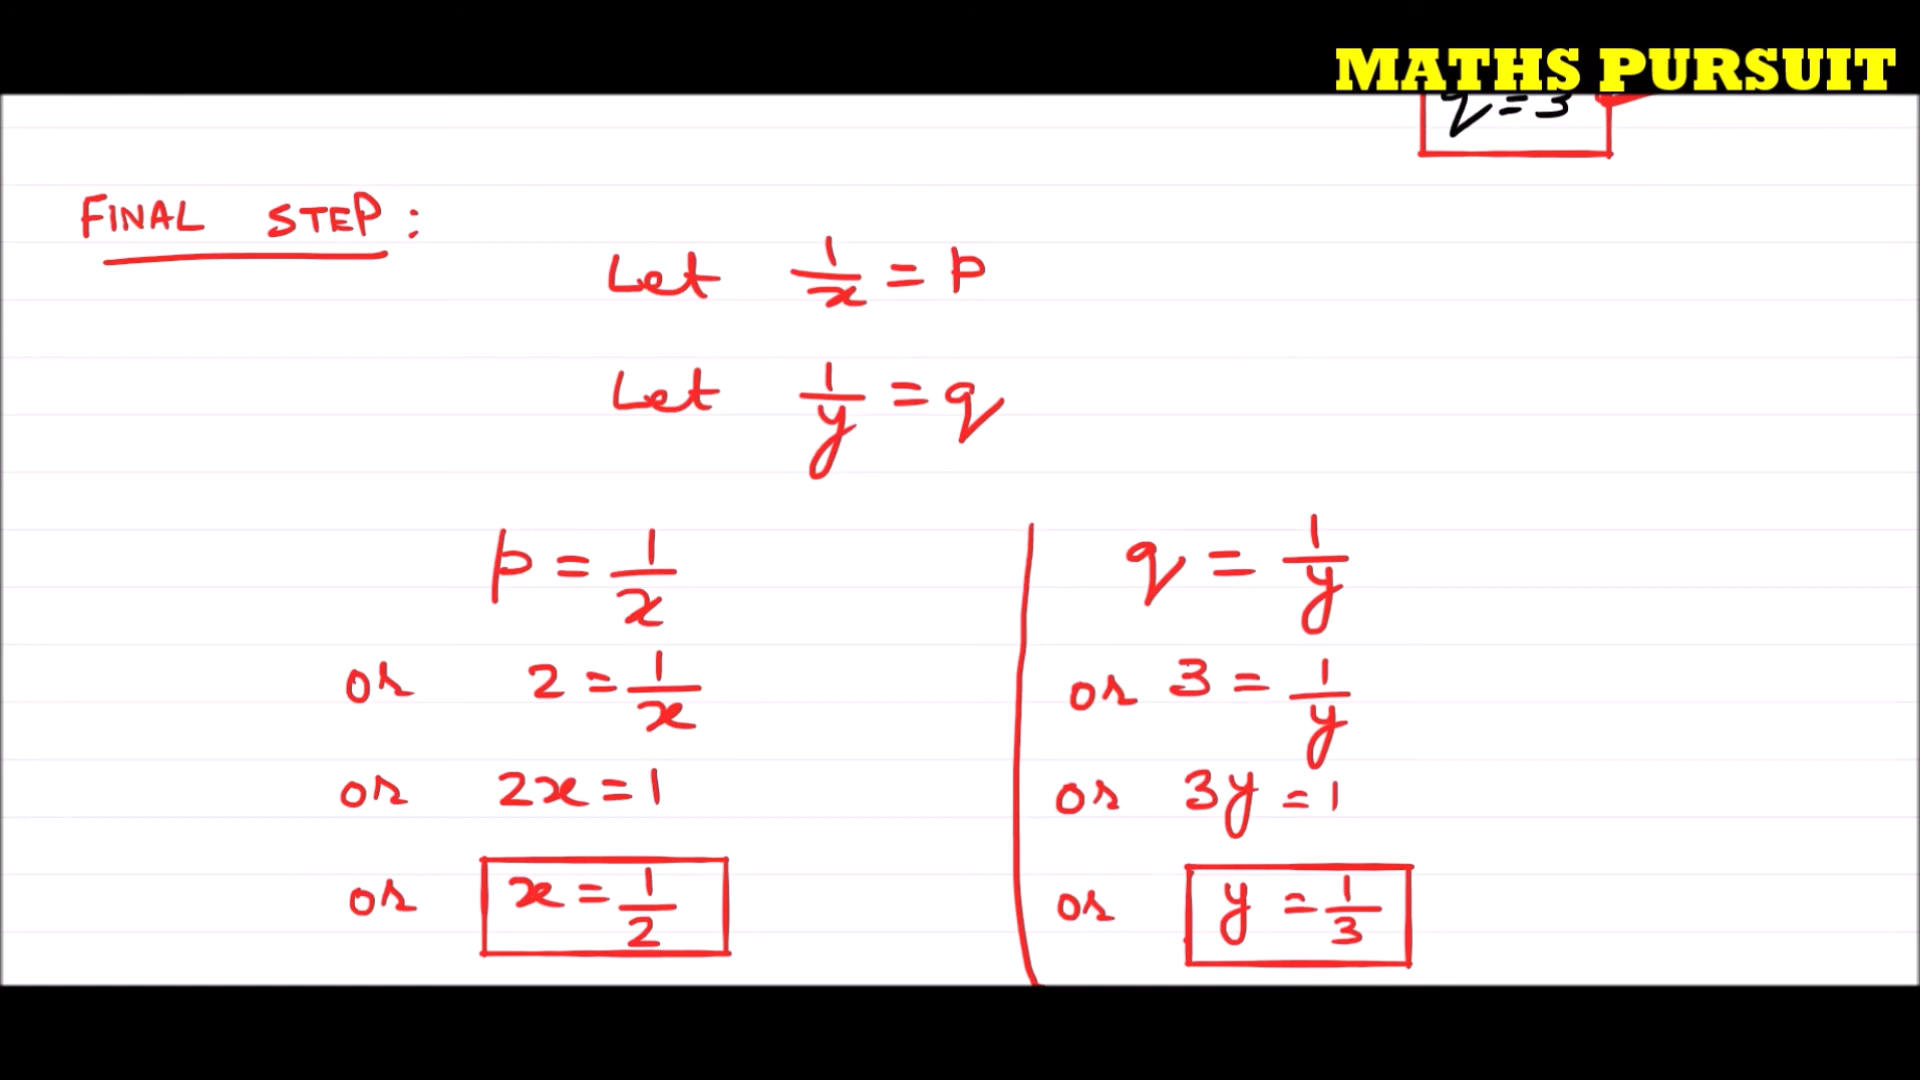 MATHS PURSUIT
q = 3
FINAL STEP :
Let 1/x = p
Let 1/y = q
p = 1/x
or 2 = 1/x
or 2x = 1
or x = 1/2
q = 1/y
or 3 = 1/y
or 3y = 1
or y = 1/3